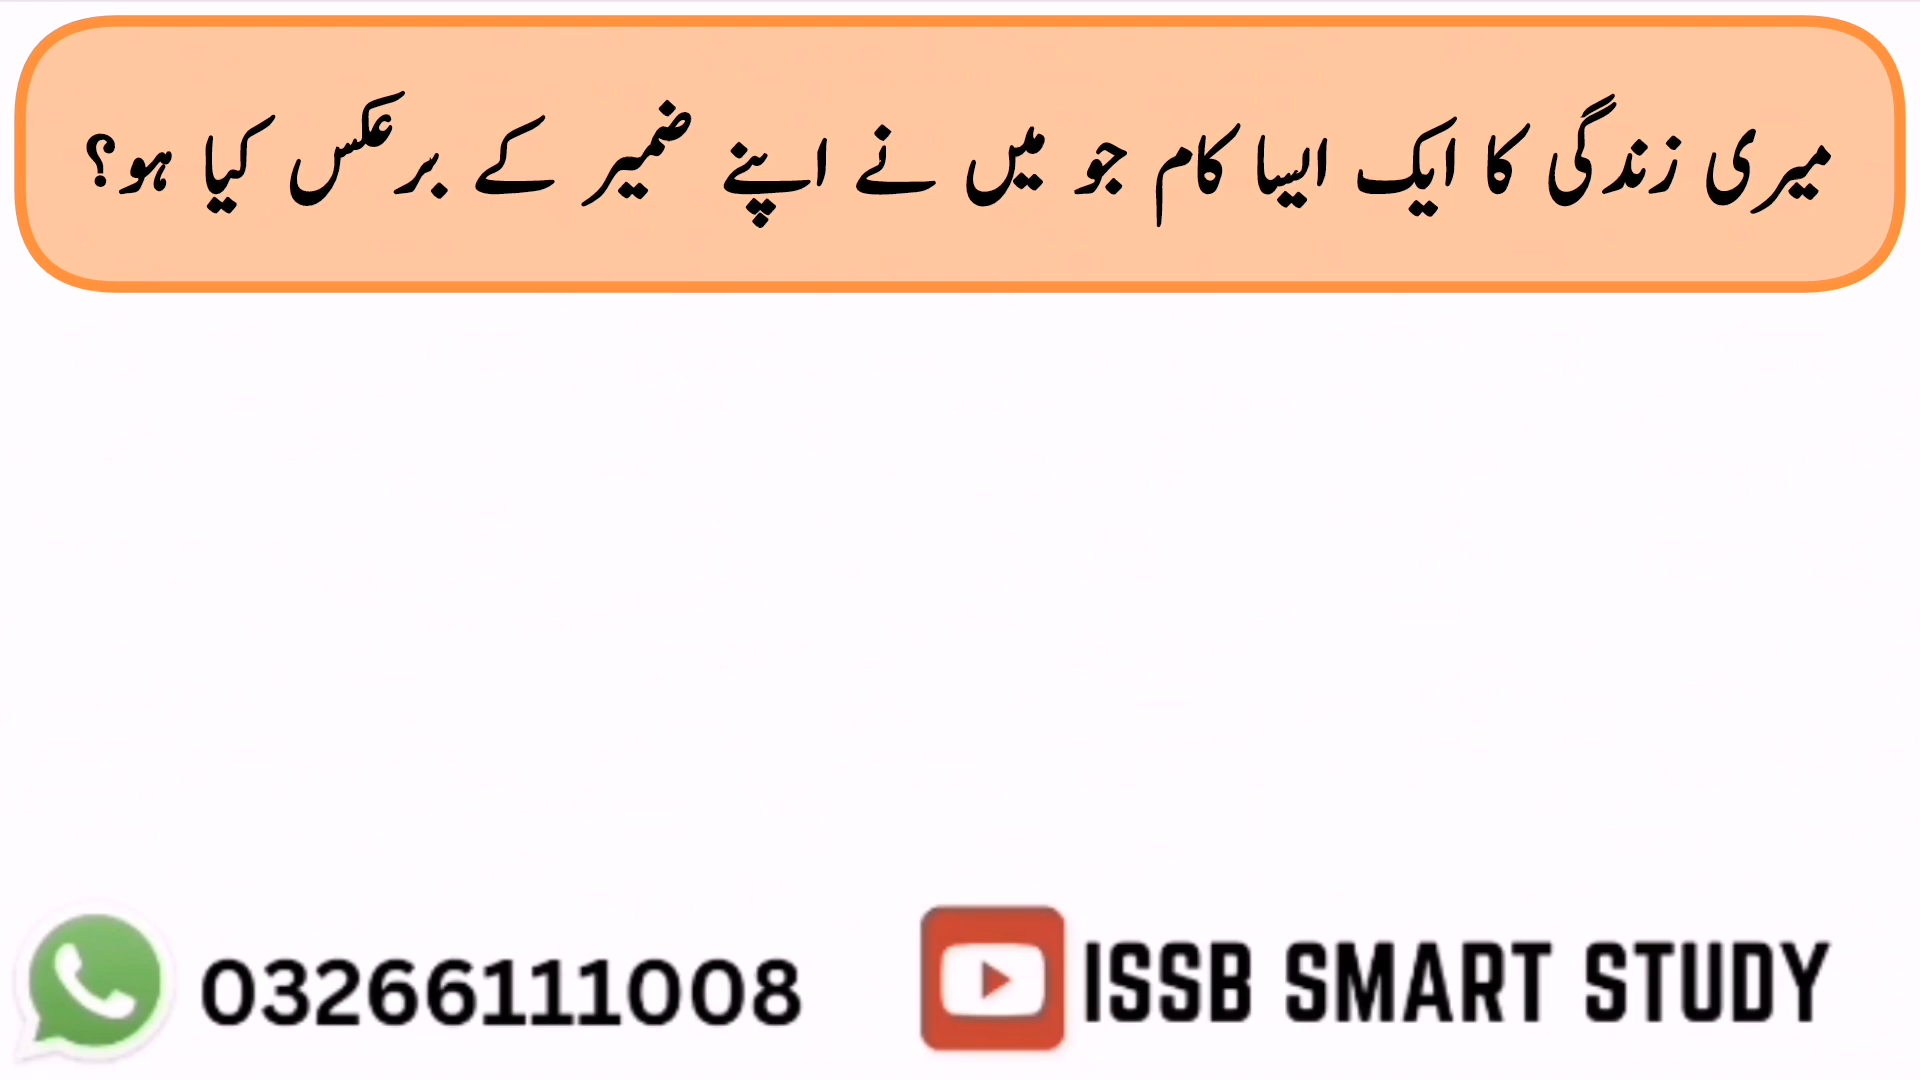 میری زندگی کا ایک ایسا کام جو میں نے اپنے ضمیر کے برعکس کیا ہو؟
03266111008
ISSB SMART STUDY